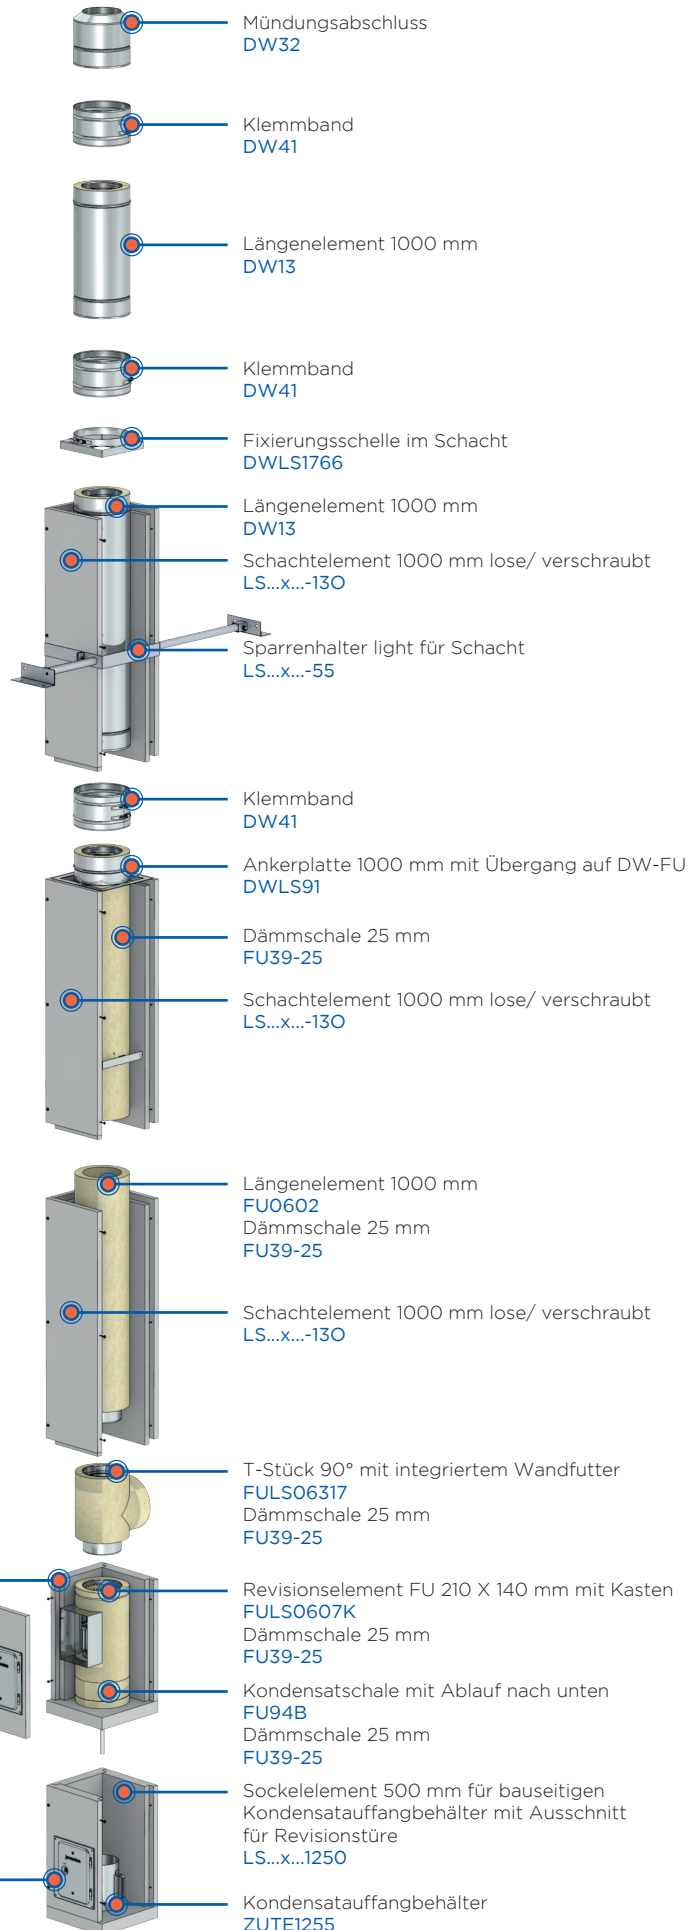 Mündungsabschluss
DW32
Klemmband
DW41
Längenelement 1000 mm
DW13
Klemmband
DW41
Fixierungsschelle im Schacht
DWLS1766
Längenelement 1000 mm
DW13
Schachtelement 1000 mm lose/ verschraubt
LS...x...-13O
Sparrenhalter light für Schacht
LS...x...-55
Klemmband
DW41
Ankerplatte 1000 mm mit Übergang auf DW-FU
DWLS91
Dämmschale 25 mm
FU39-25
Schachtelement 1000 mm lose/ verschraubt
LS...x...-13O
Längenelement 1000 mm
FU0602
Dämmschale 25 mm
FU39-25
Schachtelement 1000 mm lose/ verschraubt
LS...x...-13O
T-Stück 90° mit integriertem Wandfutter
FULS06317
Dämmschale 25 mm
FU39-25
Revisionselement FU 210 X 140 mm mit Kasten
FULS0607K
Dämmschale 25 mm
FU39-25
Kondensatschale mit Ablauf nach unten
FU94B
Dämmschale 25 mm
FU39-25
Sockelelement 500 mm für bauseitigen
Kondensatauffangbehälter mit Ausschnitt
für Revisionstüre
LS...x...1250
Kondensatauffangbehälter
ZUTE1255